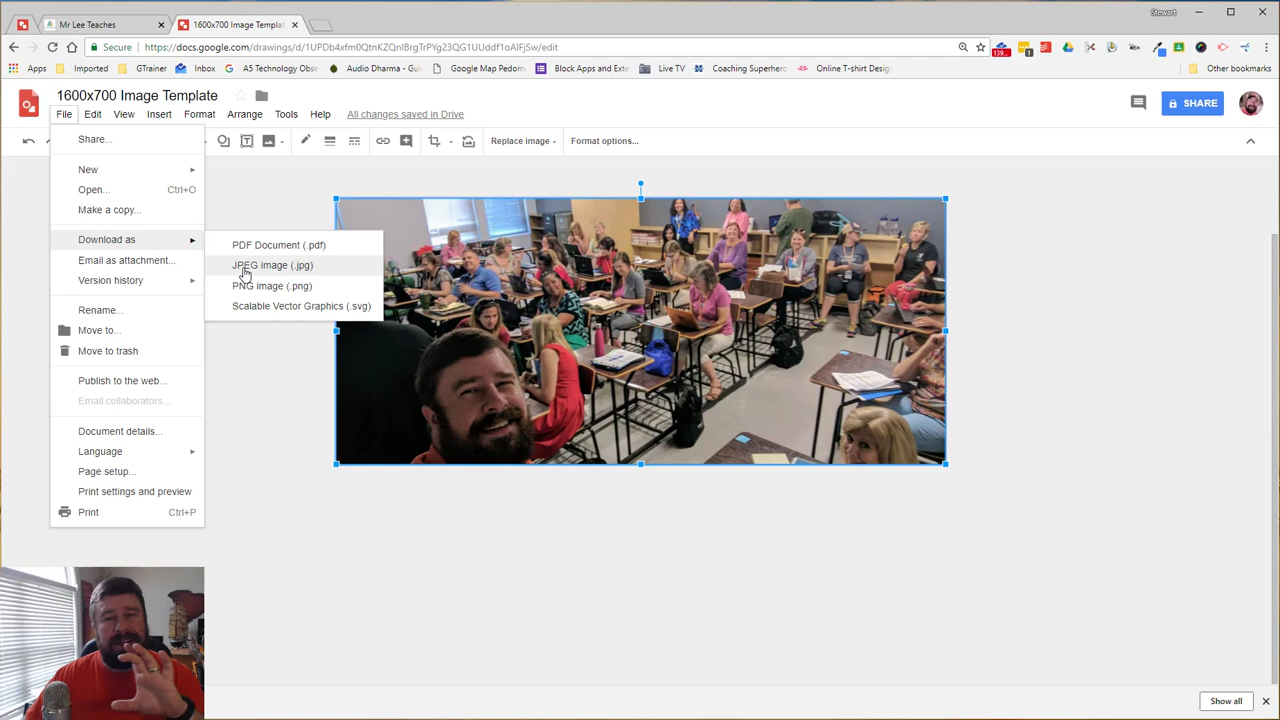 Stewart
Mr Lee Teaches
1600x700 Image Templat
Secure
https://docs.google.com/drawings/d/1UPDb4xfm0QtnKZQnIBrgTrPYg23QG1UUddf1oAlFjSw/edit
Apps
Imported
GTrainer
Inbox
A5 Technology Obse
Audio Dharma - Gu
Google Map Pedom
Block Apps and Exte
Live TV
Coaching Superhero
Online T-shirt Desig
Other bookmarks
1600x700 Image Template
File
Edit
View
Insert
Format
Arrange
Tools
Help
All changes saved in Drive
SHARE
Replace image
Format options...
Share...
New
Open...
Ctrl+O
Make a copy...
Download as
Email as attachment...
Version history
Rename...
Move to...
Move to trash
Publish to the web...
Email collaborators...
Document details...
Language
Page setup...
Print settings and preview
Print
Ctrl+P
PDF Document (.pdf)
JPEG image (.jpg)
PNG image (.png)
Scalable Vector Graphics (.svg)
Show all